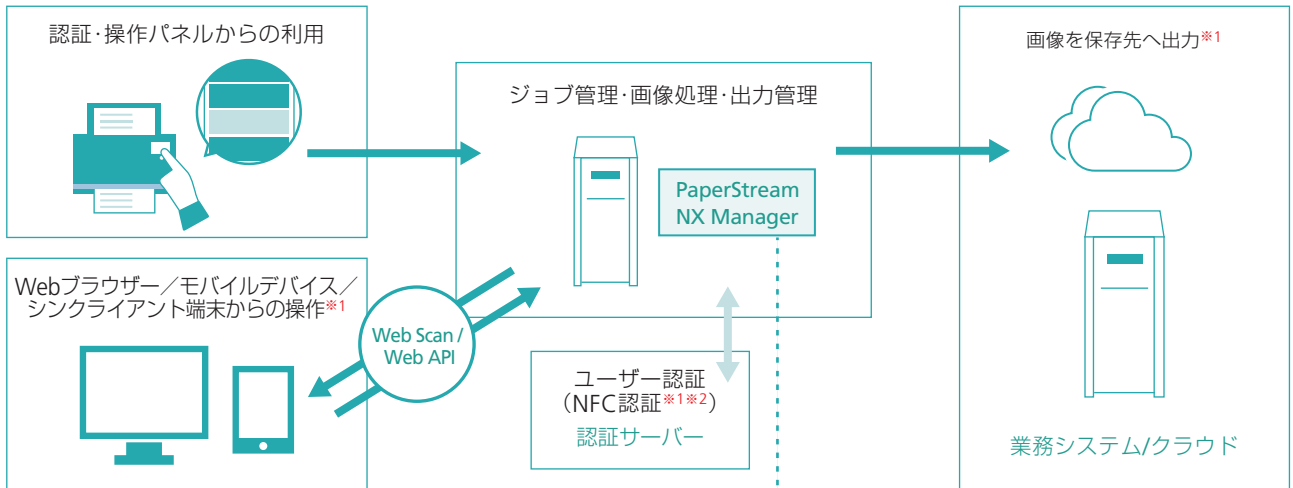 認証・操作パネルからの利用
Webブラウザー／モバイルデバイス／
シンクライアント端末からの操作※1
Web Scan /
Web API
ジョブ管理・画像処理・出力管理
PaperStream
NX Manager
ユーザー認証
（NFC認証※1※2）
認証サーバー
画像を保存先へ出力※1
業務システム/クラウド